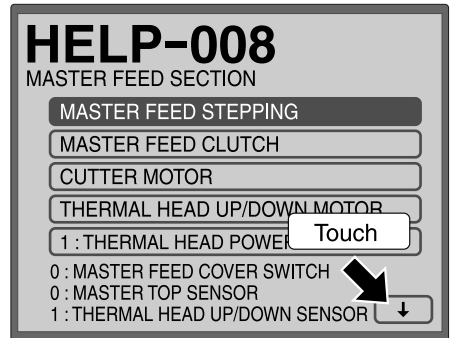 HELP-008
MASTER FEED SECTION
MASTER FEED STEPPING
MASTER FEED CLUTCH
CUTTER MOTOR
THERMAL HEAD UP/DOWN MOTOR
1 : THERMAL HEAD POWER
Touch
0 : MASTER FEED COVER SWITCH
0 : MASTER TOP SENSOR
1 : THERMAL HEAD UP/DOWN SENSOR ↓